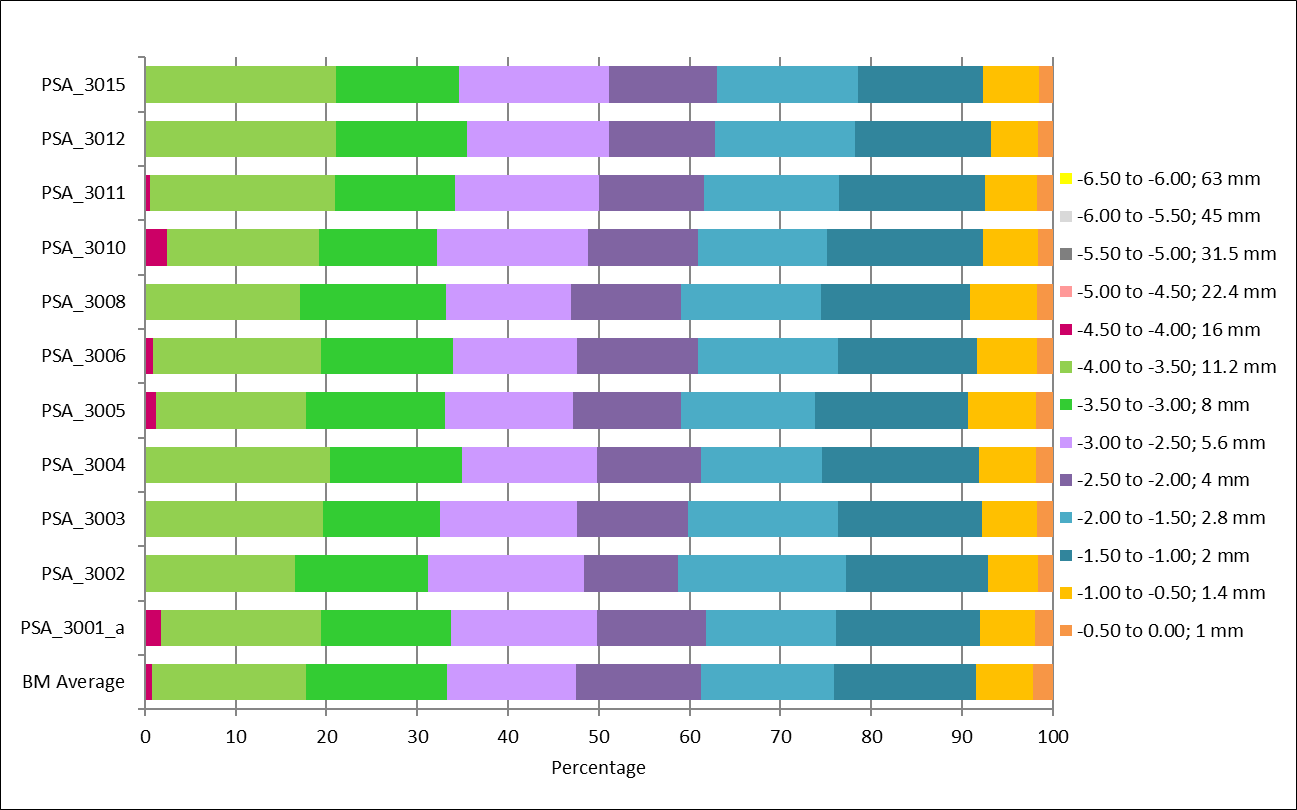 PSA_3015
PSA_3012
PSA_3011
PSA_3010
PSA_3008
PSA_3006
PSA_3005
PSA_3004
PSA_3003
PSA_3002
PSA_3001_a
BM Average
0 10 20 30 40 50 60 70 80 90 100
Percentage
-6.50 to -6.00; 63 mm
-6.00 to -5.50; 45 mm
-5.50 to -5.00; 31.5 mm
-5.00 to -4.50; 22.4 mm
-4.50 to -4.00; 16 mm
-4.00 to -3.50; 11.2 mm
-3.50 to -3.00; 8 mm
-3.00 to -2.50; 5.6 mm
-2.50 to -2.00; 4 mm
-2.00 to -1.50; 2.8 mm
-1.50 to -1.00; 2 mm
-1.00 to -0.50; 1.4 mm
-0.50 to 0.00; 1 mm